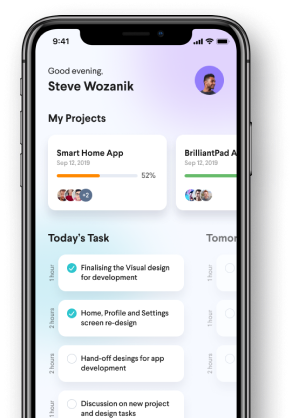 9:41
Good evening,
Steve Wozanik
My Projects
Smart Home App
Sep 12, 2019
52%
+2
BrilliantPad A
Sep 12, 2019
Today's Task
Tomor
1 hour
Finalising the Visual design
for development
1 hour
2 hours
Home, Profile and Settings
screen re-design
1 hour
2 hours
Hand-off desings for app
development
2 hours
1 hour
Discussion on new project
and design tasks